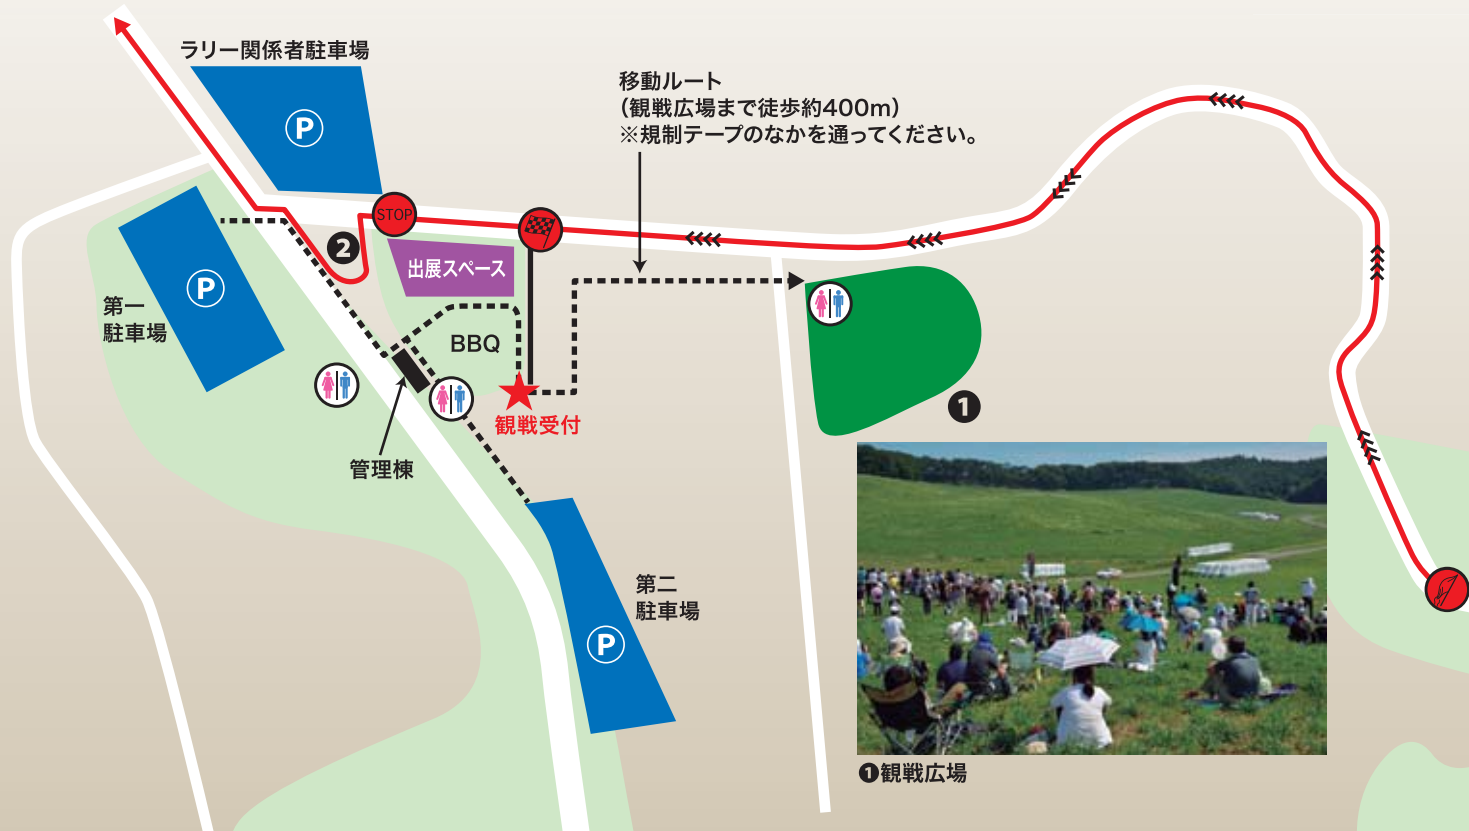 ラリー関係者駐車場
P
移動ルート
（観戦広場まで徒歩約400m）
※規制テープのなかを通ってください。
STOP
❷
出展スペース
P
第一
駐車場
BBQ
観戦受付
❶
管理棟
第二
駐車場
P
❶観戦広場